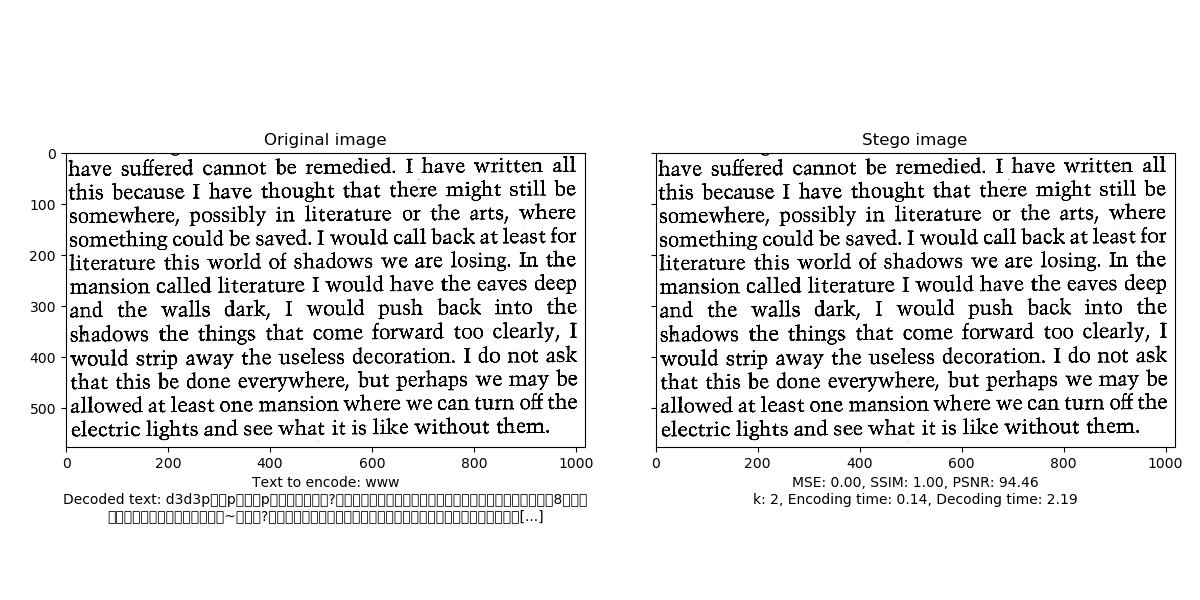 Original image
0
100
200
300
400
500
have suffered cannot be remedied. I have written all
this because I have thought that there might still be
somewhere, possibly in literature or the arts, where
something could be saved. I would call back at least for
literature this world of shadows we are losing. In the
mansion called literature I would have the eaves deep
and the walls dark, I would push back into the
shadows the things that come forward too clearly, I
would strip away the useless decoration. I do not ask
that this be done everywhere, but perhaps we may be
allowed at least one mansion where we can turn off the
electric lights and see what it is like without them.
0 200 400 600 800 1000
Text to encode: www
Decoded text: d3d3p□□p□□□p□□□□□□□?□□□□□□□□□□□□□□□□□□□□□□□□□□□8□□□
□□□□□□□□□□□□□□□~□□□?□□□□□□□□□□□□□□□□□□□□□□□□□□□□□□□[...]
Stego image
have suffered cannot be remedied. I have written all
this because I have thought that there might still be
somewhere, possibly in literature or the arts, where
something could be saved. I would call back at least for
literature this world of shadows we are losing. In the
mansion called literature I would have the eaves deep
and the walls dark, I would push back into the
shadows the things that come forward too clearly, I
would strip away the useless decoration. I do not ask
that this be done everywhere, but perhaps we may be
allowed at least one mansion where we can turn off the
electric lights and see what it is like without them.
0 200 400 600 800 1000
MSE: 0.00, SSIM: 1.00, PSNR: 94.46
k: 2, Encoding time: 0.14, Decoding time: 2.19